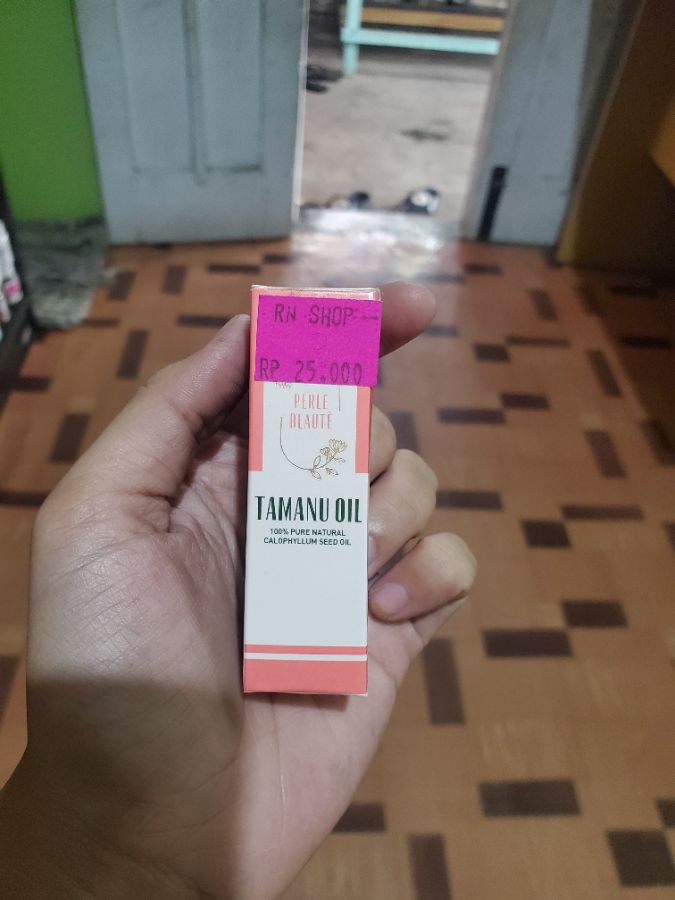 RN SHOP
RP 25.000
PERLE
BEAUTÉ
TAMANU OIL
100% PURE NATURAL
CALOPHYLLUM SEED OIL